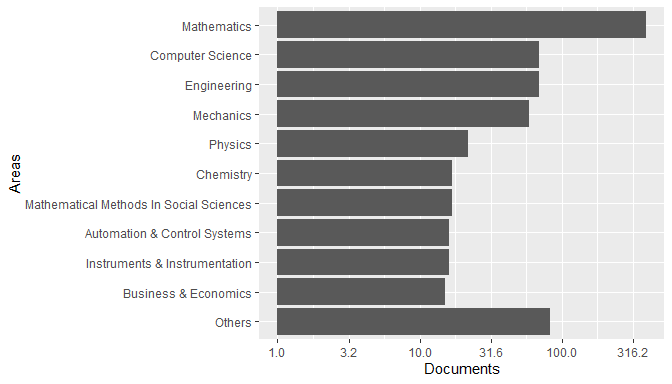 Mathematics
Computer Science
Engineering
Mechanics
Physics
Chemistry
Mathematical Methods In Social Sciences
Automation & Control Systems
Instruments & Instrumentation
Business & Economics
Others
Areas
1.0 3.2 10.0 31.6 100.0 316.2
Documents